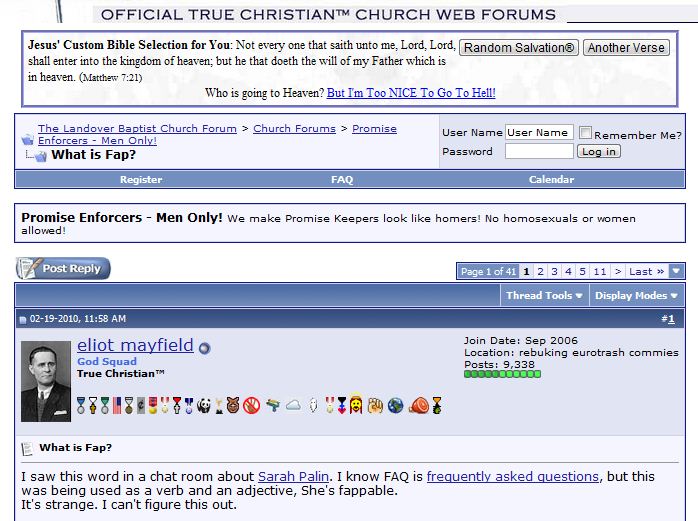 OFFICIAL TRUE CHRISTIAN™ CHURCH WEB FORUMS
Jesus' Custom Bible Selection for You: Not every one that saith unto me, Lord, Lord,
shall enter into the kingdom of heaven; but he that doeth the will of my Father which is
in heaven. (Matthew 7:21)
Random Salvation® Another Verse
Who is going to Heaven? But I'm Too NICE To Go To Hell!
The Landover Baptist Church Forum > Church Forums > Promise
Enforcers - Men Only!
What is Fap?
User Name User Name Remember Me?
Password Log in
Register FAQ Calendar
Promise Enforcers - Men Only! We make Promise Keepers look like homers! No homosexuals or women
allowed!
Post Reply
Page 1 of 41 1 2 3 4 5 11 > Last »
Thread Tools Display Modes
02-19-2010, 11:58 AM #1
eliot mayfield
God Squad
True Christian™
Join Date: Sep 2006
Location: rebuking eurotrash commies
Posts: 9,338
What is Fap?
I saw this word in a chat room about Sarah Palin. I know FAQ is frequently asked questions, but this
was being used as a verb and an adjective, She's fappable.
It's strange. I can't figure this out.